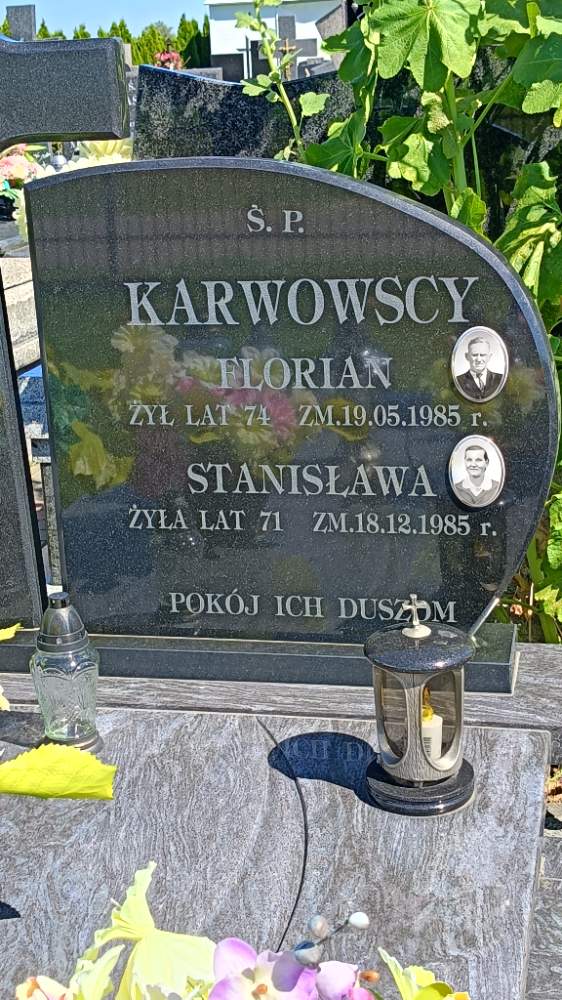 Ś. P.
KARWOWSCY
FLORIAN
ŻYŁ LAT 74 ZM.19.05.1985 r.
STANISŁAWA
ŻYŁA LAT 71 ZM.18.12.1985 r.
POKÓJ ICH DUSZOM